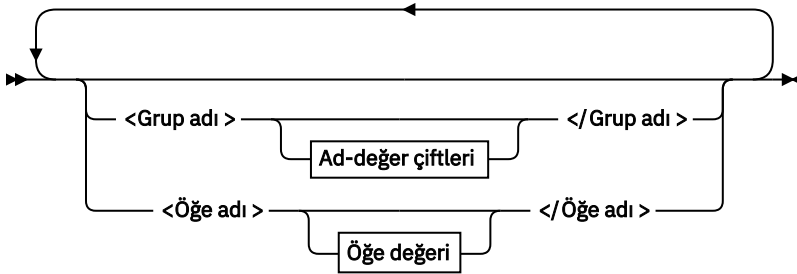 <Grup adı > </ Grup adı >
Ad-değer çiftleri
<Öğe adı > </ Öğe adı >
Öğe değeri